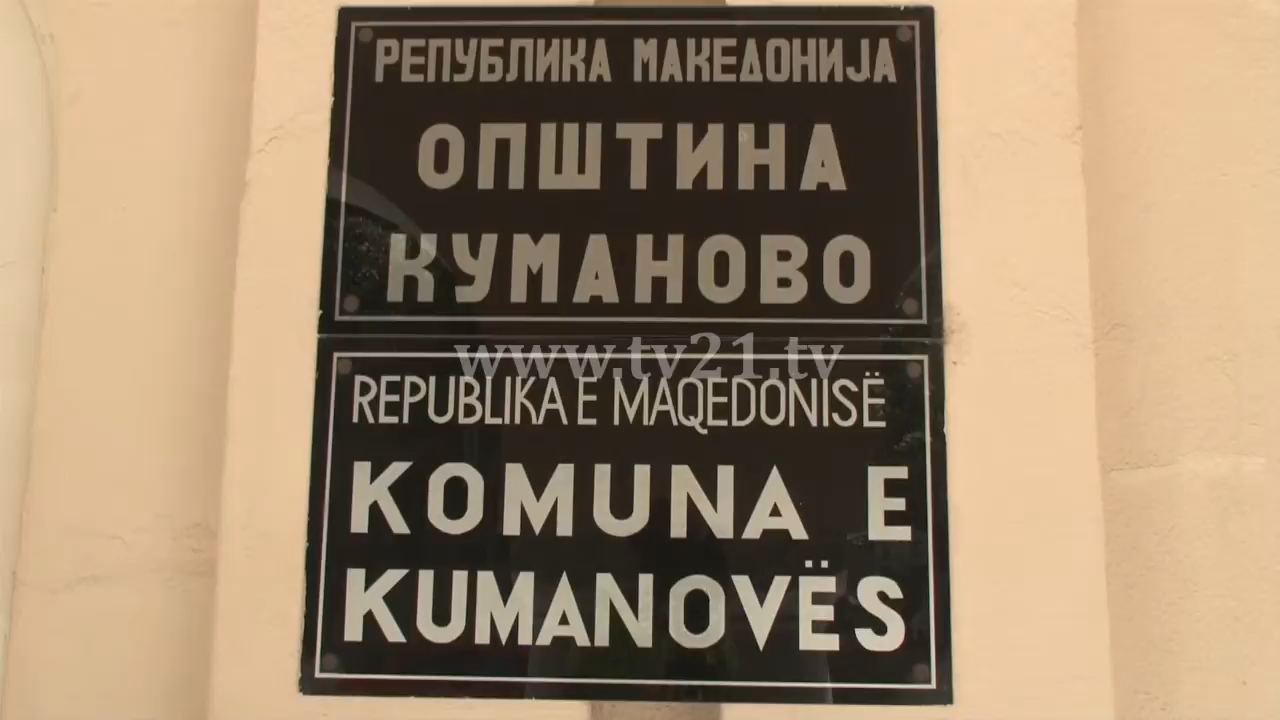 РЕПУБЛИКА МАКЕДОНИЈА
ОПШТИНА
КУМАНОВО
www.tv21.tv
REPUBLIKA E MAQEDONISË
KOMUNA E
KUMANOVËS